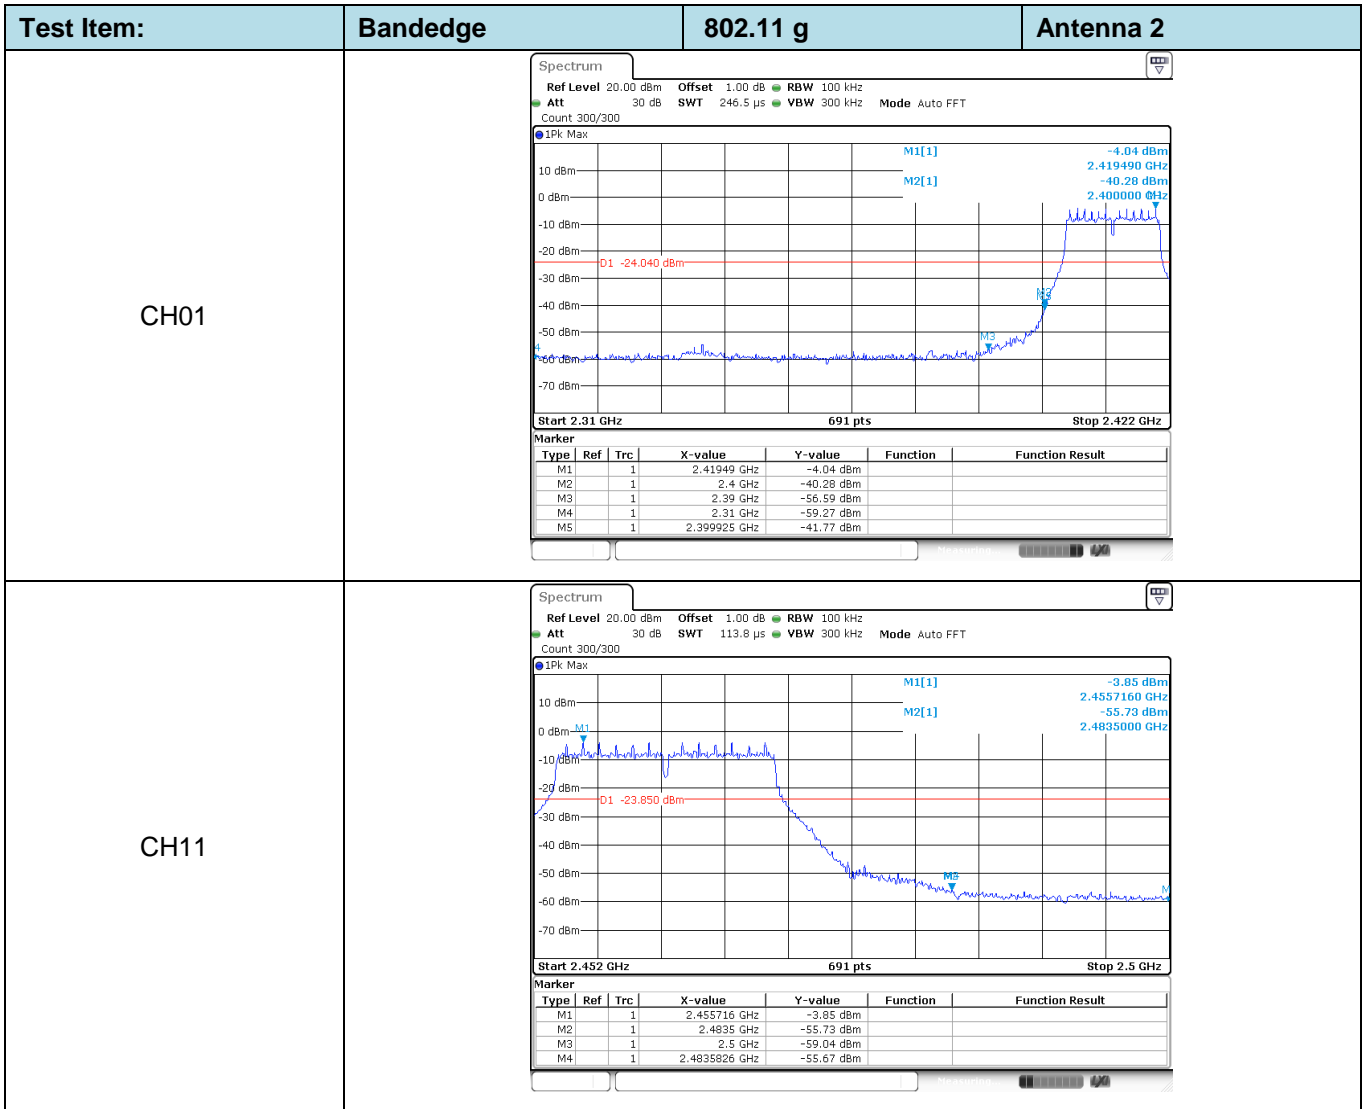 Test Item: Bandedge 802.11 g Antenna 2
CH01
Spectrum
Ref Level 20.00 dBm Offset 1.00 dB RBW 100 kHz
Att 30 dB SWT 246.5 µs VBW 300 kHz Mode Auto FFT
Count 300/300
1Pk Max
M1[1] -4.04 dBm
2.419490 GHz
M2[1] -40.28 dBm
2.400000 GHz
10 dBm
0 dBm
-10 dBm
-20 dBm
D1 -24.040 dBm
-30 dBm
-40 dBm
-50 dBm
M3
-60 dBm
-70 dBm
Start 2.31 GHz 691 pts Stop 2.422 GHz
Marker
Type Ref Trc X-value Y-value Function Function Result
M1 1 2.41949 GHz -4.04 dBm
M2 1 2.4 GHz -40.28 dBm
M3 1 2.39 GHz -56.59 dBm
M4 1 2.31 GHz -59.27 dBm
M5 1 2.399925 GHz -41.77 dBm
Measuring...
CH11
Spectrum
Ref Level 20.00 dBm Offset 1.00 dB RBW 100 kHz
Att 30 dB SWT 113.8 µs VBW 300 kHz Mode Auto FFT
Count 300/300
1Pk Max
M1[1] -3.85 dBm
2.4557160 GHz
M2[1] -55.73 dBm
2.4835000 GHz
10 dBm
0 dBm
M1
-10 dBm
-20 dBm
D1 -23.850 dBm
-30 dBm
-40 dBm
-50 dBm
-60 dBm
-70 dBm
Start 2.452 GHz 691 pts Stop 2.5 GHz
Marker
Type Ref Trc X-value Y-value Function Function Result
M1 1 2.455716 GHz -3.85 dBm
M2 1 2.4835 GHz -55.73 dBm
M3 1 2.5 GHz -59.04 dBm
M4 1 2.4835826 GHz -55.67 dBm
Measuring...